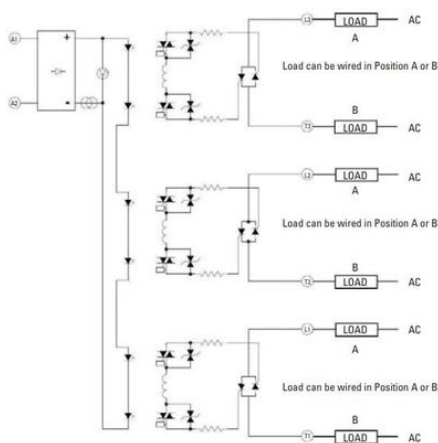 L3 LOAD AC
A1 + A
Load can be wired in Position A or B
A2 - B
T3 LOAD AC
L2 LOAD AC
A
Load can be wired in Position A or B
B
T2 LOAD AC
L1 LOAD AC
A
Load can be wired in Position A or B
B
T1 LOAD AC